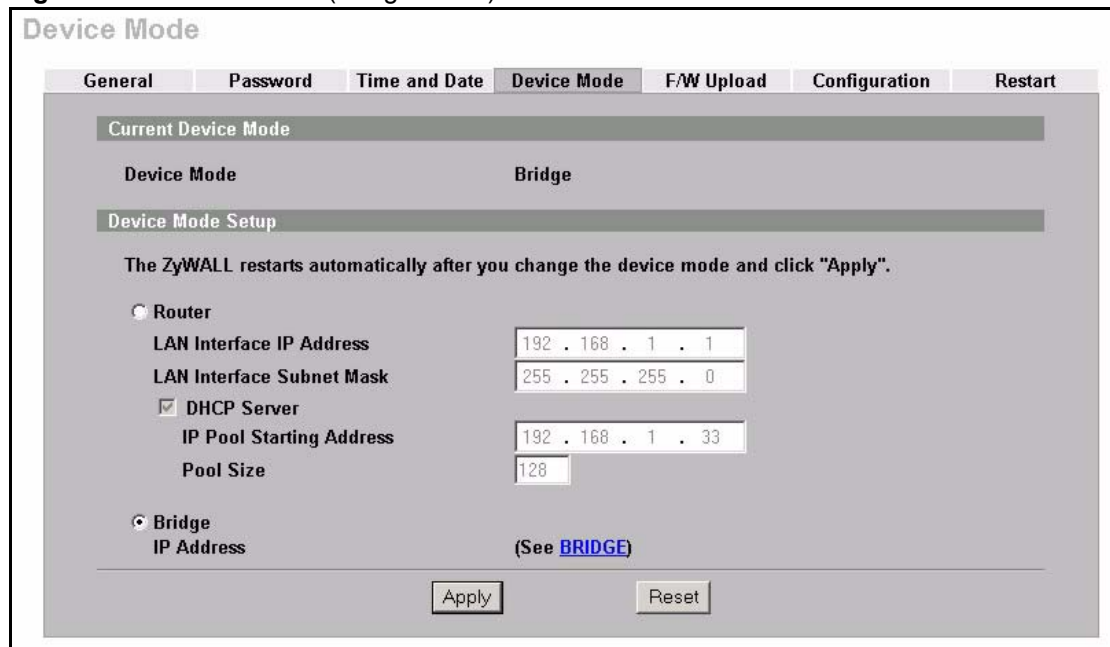 Device Mode
General Password Time and Date Device Mode F/W Upload Configuration Restart
Current Device Mode
Device Mode Bridge
Device Mode Setup
The ZyWALL restarts automatically after you change the device mode and click "Apply".
Router
LAN Interface IP Address 192 . 168 . 1 . 1
LAN Interface Subnet Mask 255 . 255 . 255 . 0
DHCP Server
IP Pool Starting Address 192 . 168 . 1 . 33
Pool Size 128
Bridge
IP Address (See BRIDGE)
Apply Reset